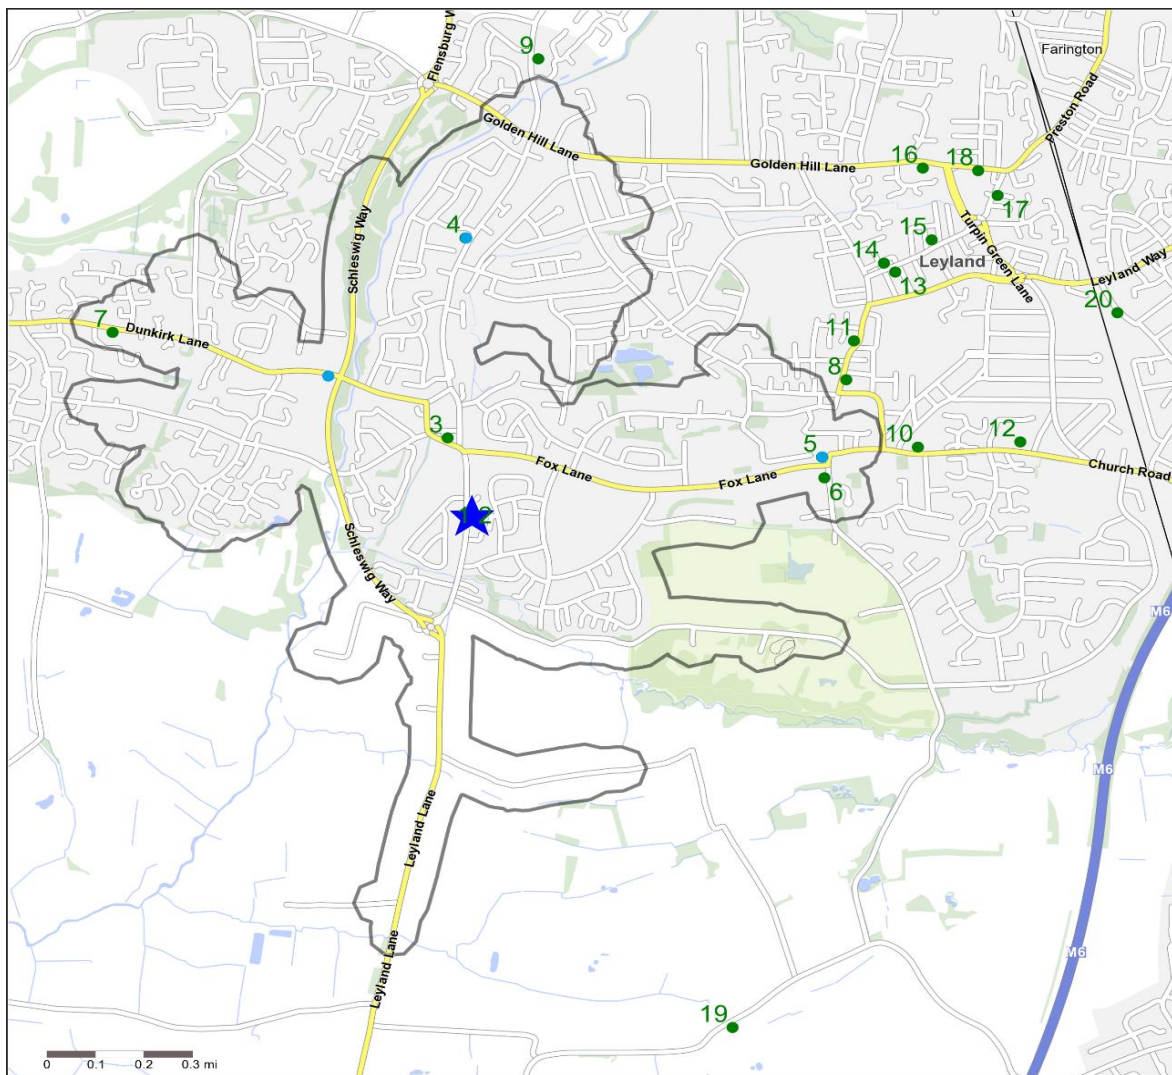 Farington
Flensburg W
Preston Road
9
Golden Hill Lane
Golden Hill Lane
16
18
17
Turpin Green Lane
4
15
Schleswig Way
14
Leyland
13
Leyland Way
20
7
Dunkirk Lane
11
8
3
5
10
12
Fox Lane
Fox Lane
Church Road
6
2
Schleswig Way
M6
M6
Leyland Lane
Leyland Lane
M6
19
0 0.1 0.2 0.3 mi